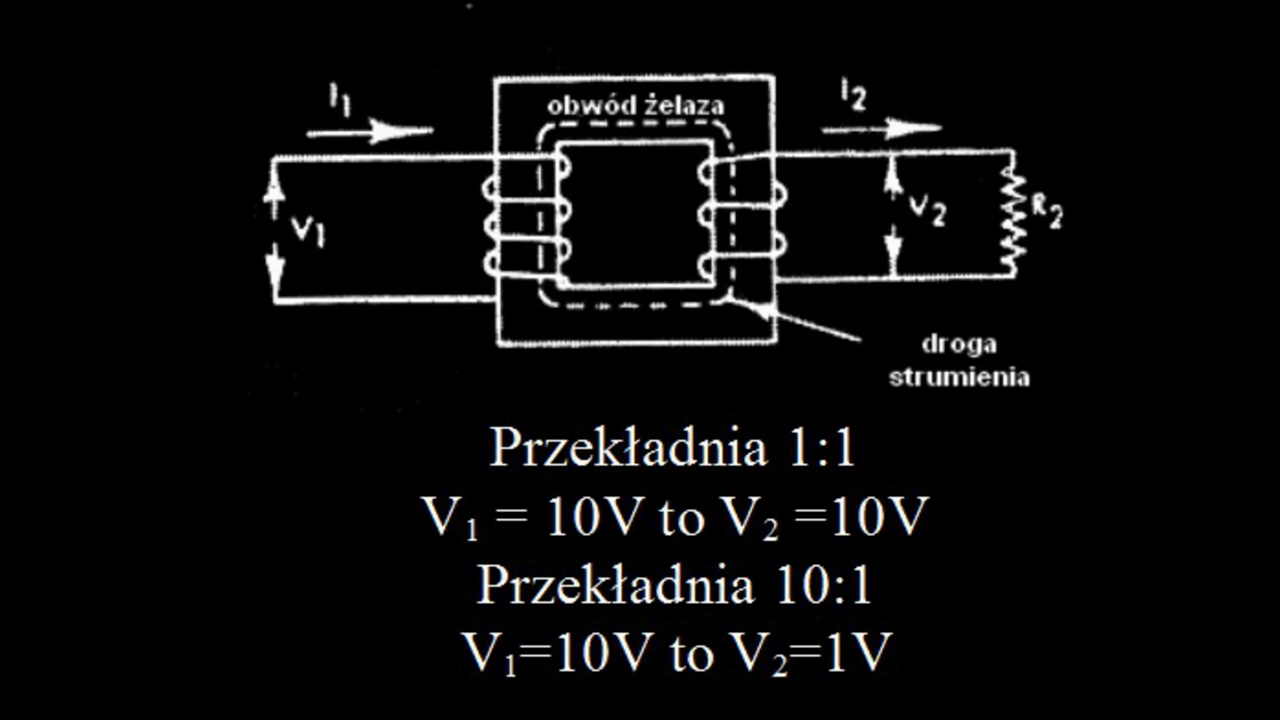 I₁
I₂
obwód żelaza
V₁
V₂
R₂
droga
strumienia
Przekładnia 1:1
V₁ = 10V to V₂ =10V
Przekładnia 10:1
V₁=10V to V₂=1V